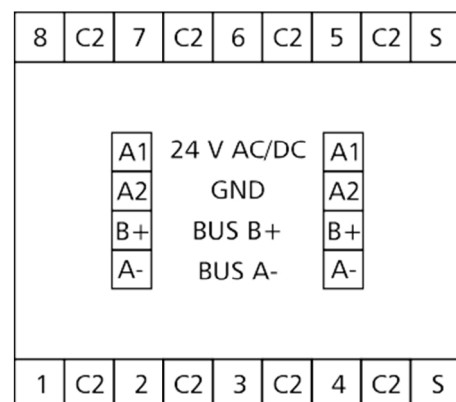 8 C2 7 C2 6 C2 5 C2 S
A1 24 V AC/DC A1
A2 GND A2
B+ BUS B+ B+
A- BUS A- A-
1 C2 2 C2 3 C2 4 C2 S